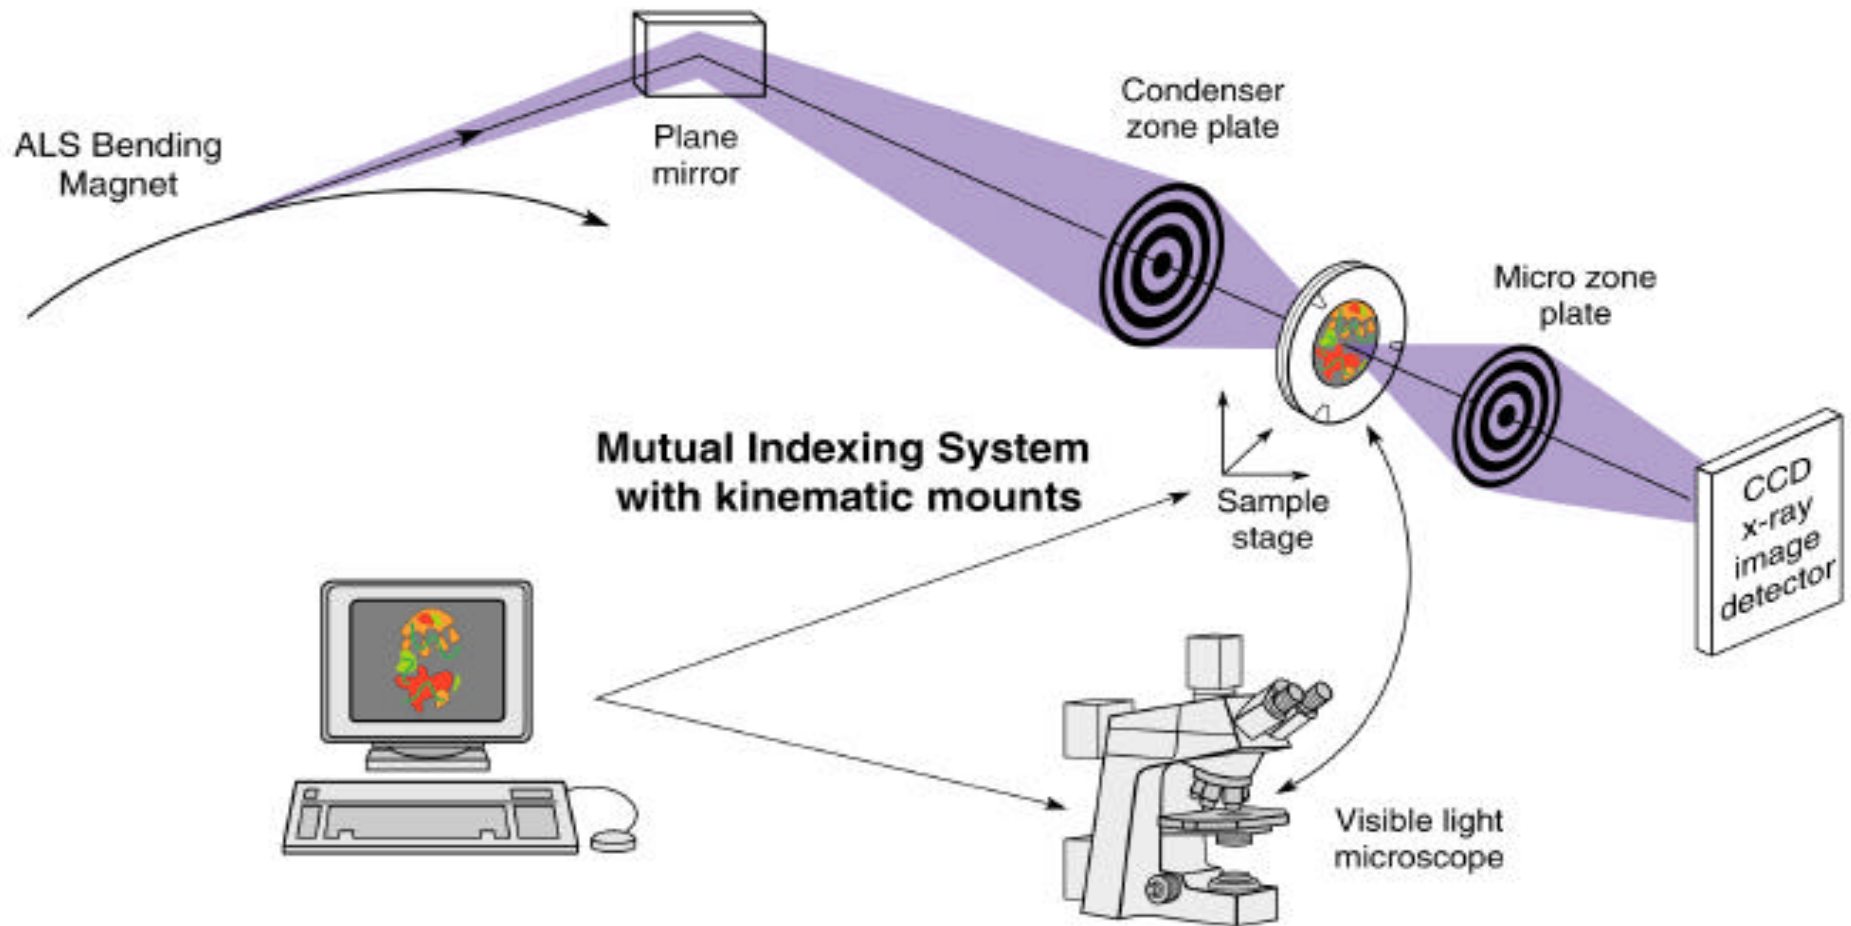 ALS Bending
Magnet
Plane
mirror
Condenser
zone plate
Micro zone
plate
Mutual Indexing System
with kinematic mounts
Sample
stage
CCD
x-ray
image
detector
Visible light
microscope